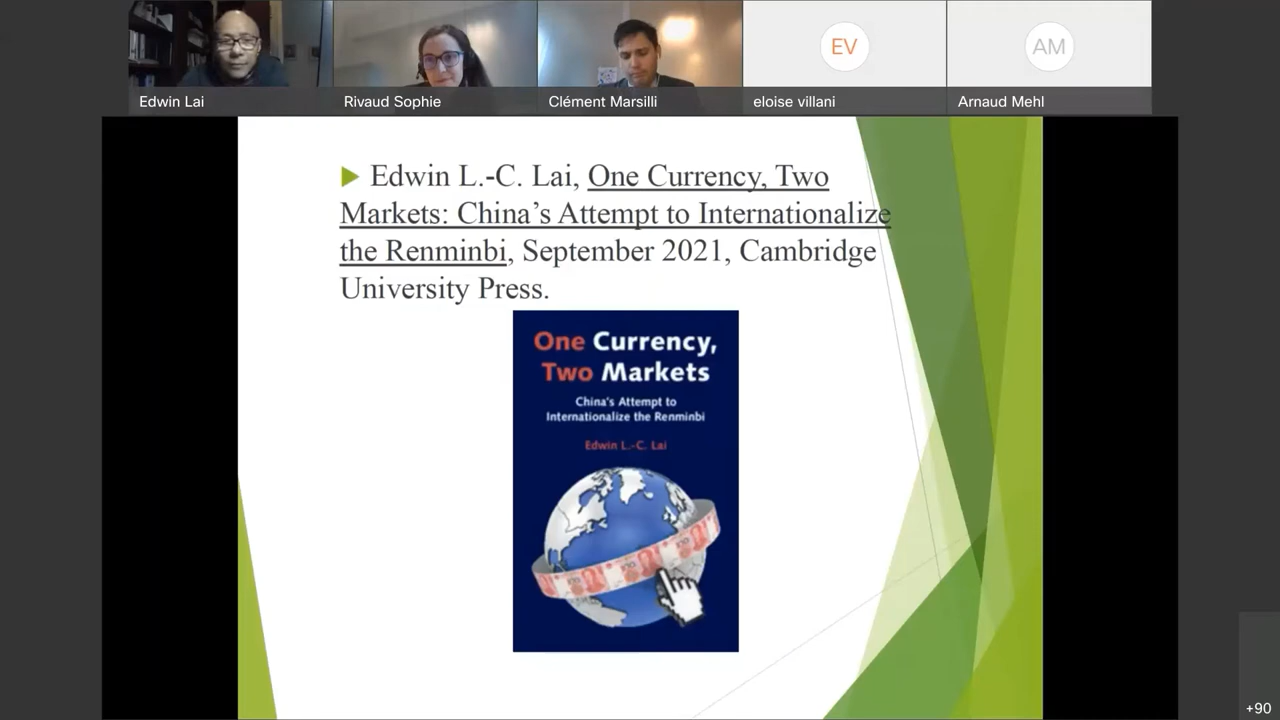 Edwin Lai
Rivaud Sophie
Clément Marsilli
EV
eloise villani
AM
Arnaud Mehl
Edwin L.-C. Lai, One Currency, Two
Markets: China's Attempt to Internationalize
the Renminbi, September 2021, Cambridge
University Press.
One Currency,
Two Markets
China's Attempt to
Internationalize the Renminbi
Edwin L.-C. Lai
+90